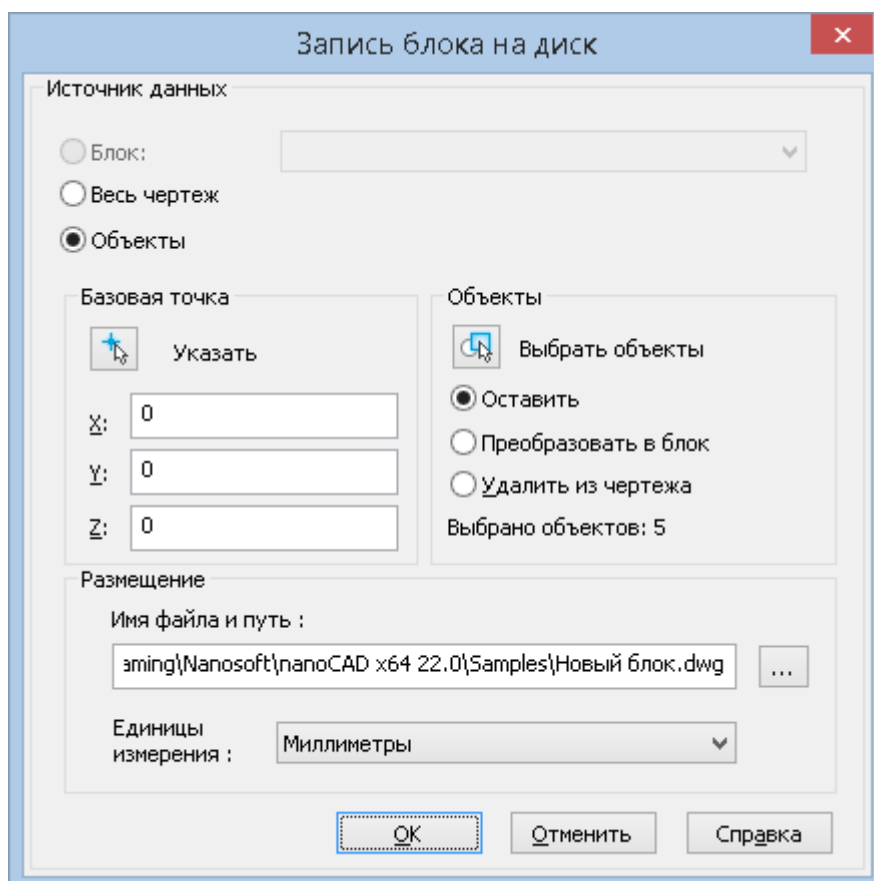 Запись блока на диск
Источник данных
Блок:
Весь чертеж
Объекты
Базовая точка
Указать
X: 0
Y: 0
Z: 0
Объекты
Выбрать объекты
Оставить
Преобразовать в блок
Удалить из чертежа
Выбрано объектов: 5
Размещение
Имя файла и путь :
aming\Nanosoft\nanoCAD x64 22.0\Samples\Новый блок.dwg
...
Единицы
измерения :
Миллиметры
OK
Отменить
Справка